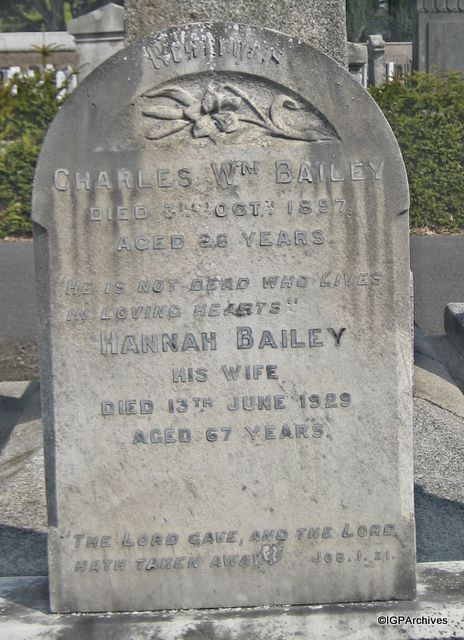 CHARLES Wᴹ BAILEY
DIED 3ʳᵈ OCT. 1897.
AGED 26 YEARS.
"HE IS NOT DEAD WHO LIVES
IN LOVING HEARTS"
HANNAH BAILEY
HIS WIFE
DIED 13TH JUNE 1929
AGED 67 YEARS.
"THE LORD GAVE, AND THE LORD
HATH TAKEN AWAY" JOB. 1. 21.
©IGPArchives